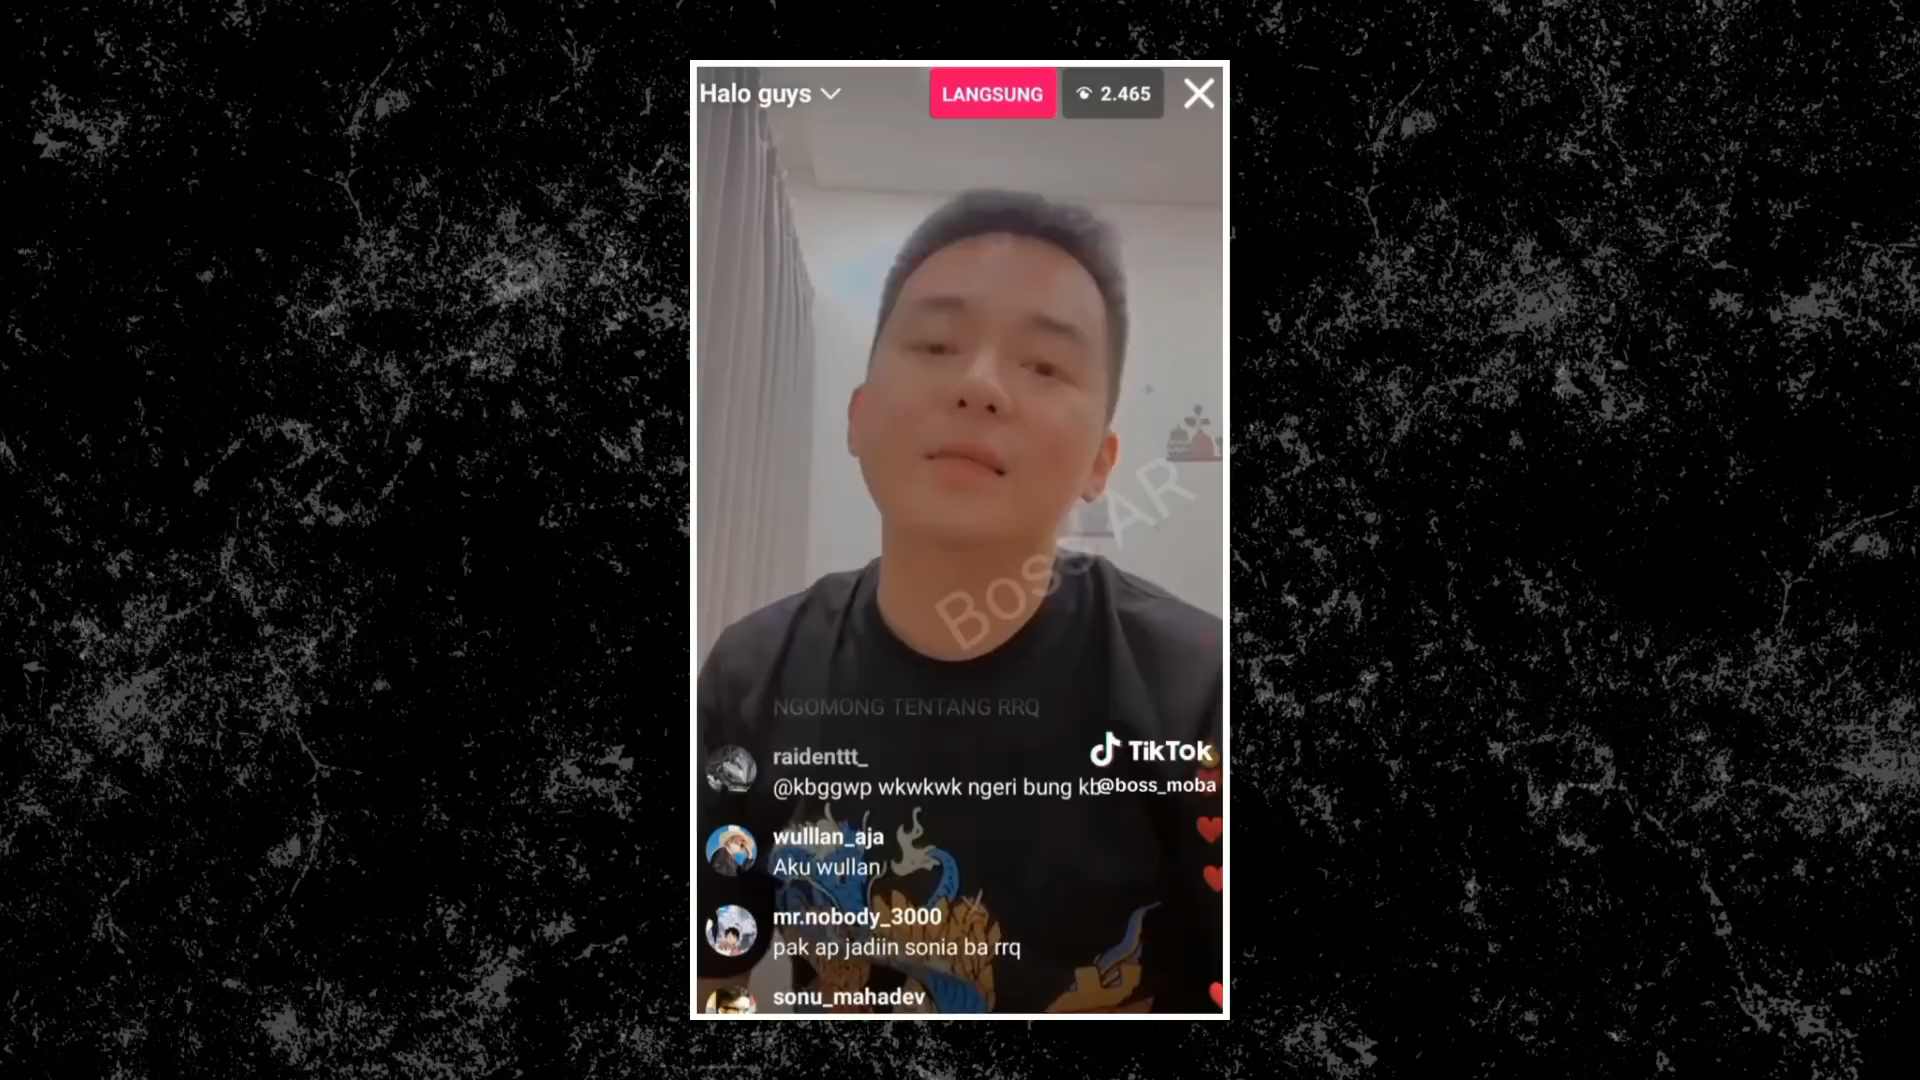 Halo guys
LANGSUNG
2.465
BossTAR
NGOMONG TENTANG RRQ
raidenttt_
TikTok
@kbggwp wkwkwk ngeri bung kb
@boss_moba
wulllan_aja
Aku wullan
mr.nobody_3000
pak ap jadiin sonia ba rrq
sonu_mahadev